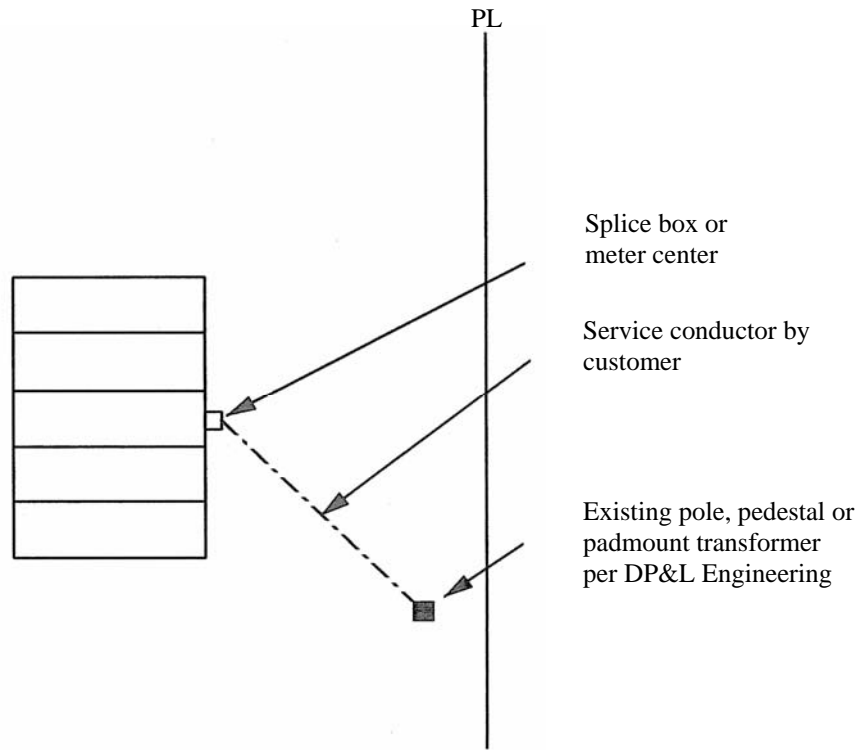 PL
Splice box or
meter center
Service conductor by
customer
Existing pole, pedestal or
padmount transformer
per DP&L Engineering